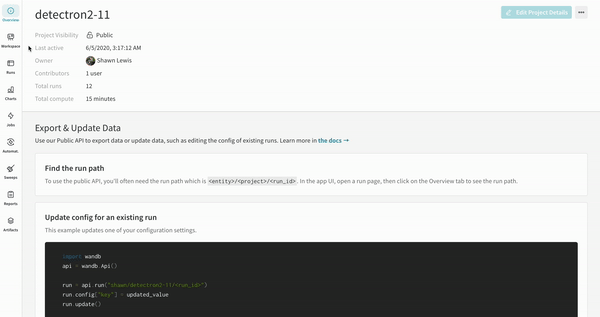 detectron2-11
Edit Project Details
Project Visibility Public
Last active 6/5/2020, 3:17:12 AM
Owner Shawn Lewis
Contributors 1 user
Total runs 12
Total compute 15 minutes
Overview
Workspace
Runs
Charts
Jobs
Automat.
Sweeps
Reports
Artifacts
Export & Update Data
Use our Public API to export data or update data, such as editing the config of existing runs. Learn more in the docs →
Find the run path
To use the public API, you'll often need the run path which is <entity>/<project>/<run_id>. In the app UI, open a run page, then click on the Overview tab to see the run path.
Update config for an existing run
This example updates one of your configuration settings.
import wandb
api = wandb.Api()
run = api.run("shawn/detectron2-11/<run_id>")
run.config["key"] = updated_value
run.update()